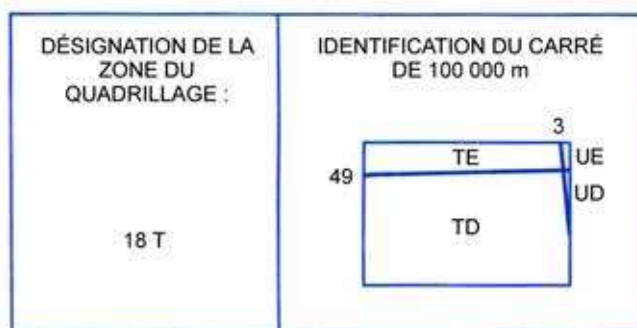 DÉSIGNATION DE LA
ZONE DU
QUADRILLAGE :
18 T
IDENTIFICATION DU CARRÉ
DE 100 000 m
3
TE
UE
49
UD
TD